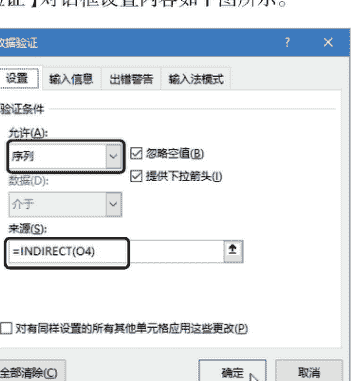 证】对话框设置内容如下图所示。
数据验证 ? ×
设置 输入信息 出错警告 输入法模式
验证条件
允许(A):
序列 忽略空值(B)
数据(D): 提供下拉箭头(I)
介于
来源(S):
=INDIRECT(O4)
对有同样设置的所有其他单元格应用这些更改(P)
全部清除(C) 确定 取消